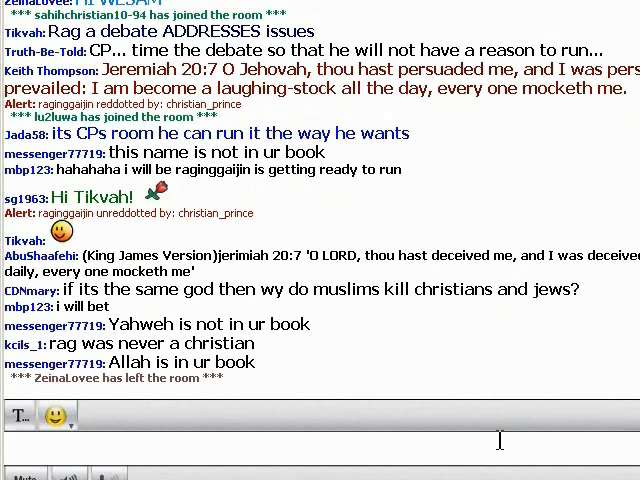 ZeinaLovee: Hi WESAM
*** sahihchristian10-94 has joined the room ***
Tikvah: Rag a debate ADDRESSES issues
Truth-Be-Told: CP... time the debate so that he will not have a reason to run...
Keith Thompson: Jeremiah 20:7 O Jehovah, thou hast persuaded me, and I was pers
prevailed: I am become a laughing-stock all the day, every one mocketh me.
Alert: raginggaijin reddotted by: christian_prince
*** lu2luwa has joined the room ***
Jada58: its CPs room he can run it the way he wants
messenger77719: this name is not in ur book
mbp123: hahahaha i will be raginggaijin is getting ready to run
sg1963: Hi Tikvah!
Alert: raginggaijin unreddotted by: christian_prince
Tikvah:
AbuShaafehi: (King James Version)jerimiah 20:7 'O LORD, thou hast deceived me, and I was deceive
daily, every one mocketh me'
CDNmary: if its the same god then wy do muslims kill christians and jews?
mbp123: i will bet
messenger77719: Yahweh is not in ur book
kcils_1: rag was never a christian
messenger77719: Allah is in ur book
*** ZeinaLovee has left the room ***
T...
Mute